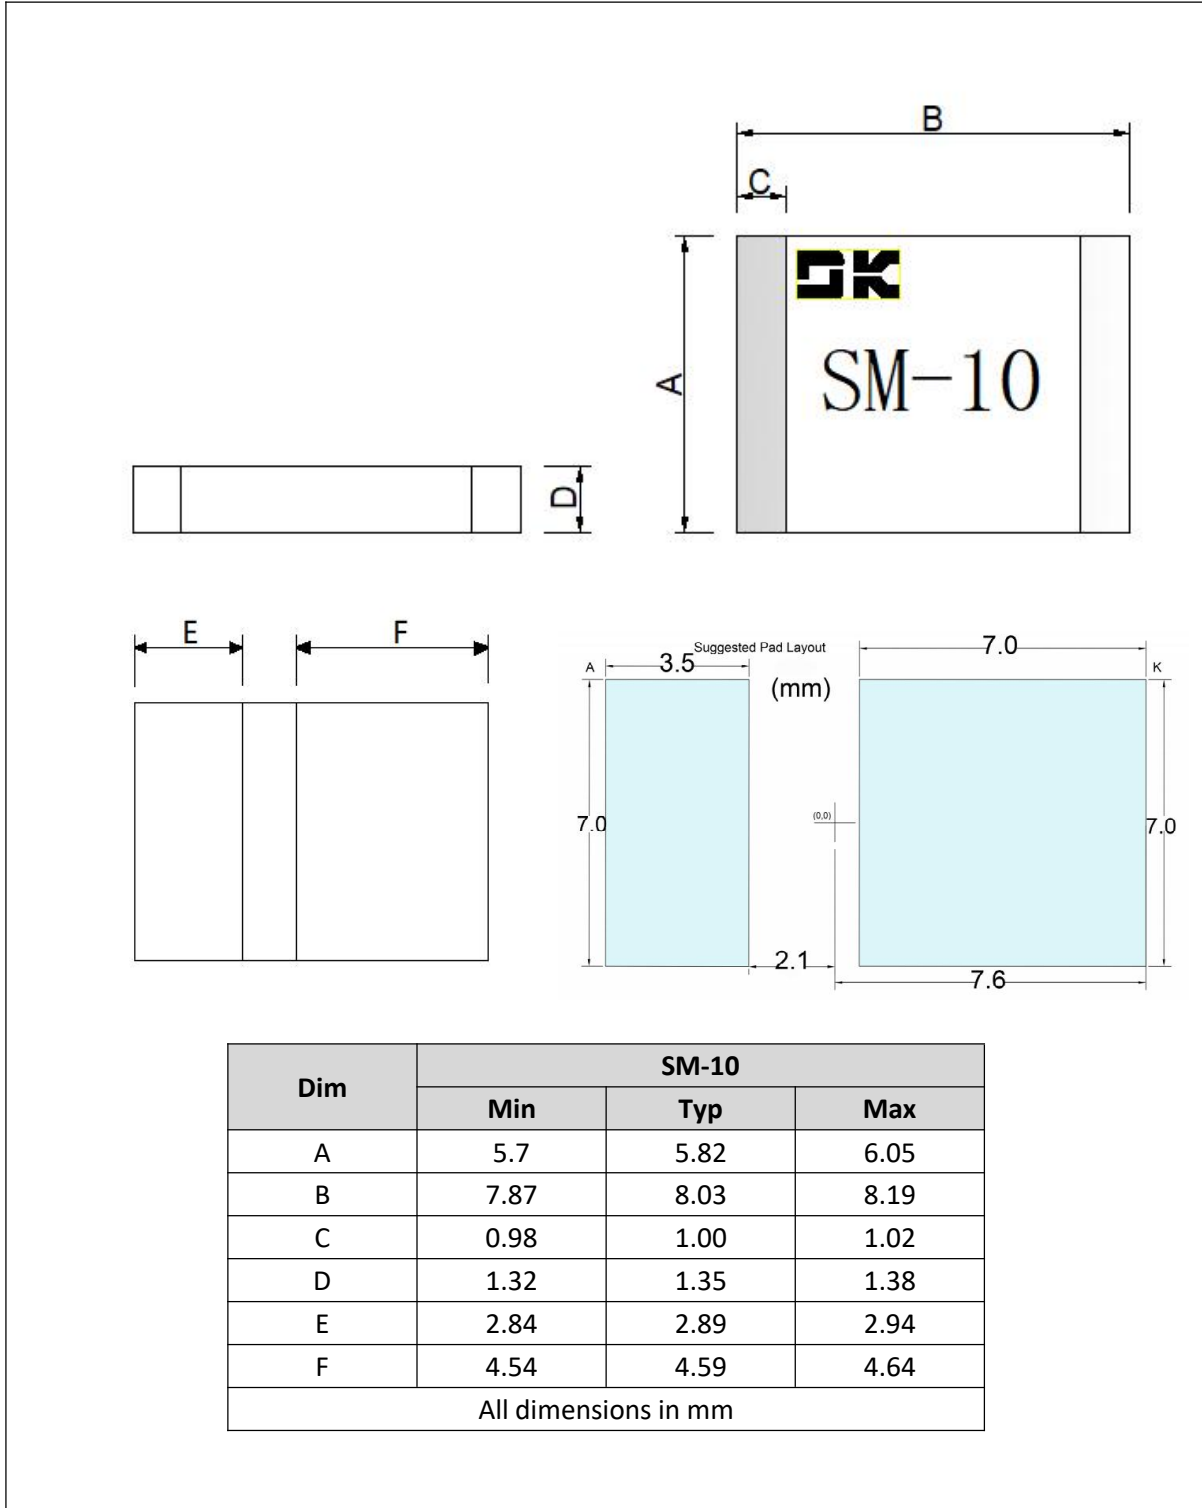 B
C
SK
SM-10
A
D
E
F
Suggested Pad Layout
7.0
A
3.5
K
(mm)
7.0
(0,0)
7.0
2.1
7.6
Dim
SM-10
Min
Typ
Max
A 5.7 5.82 6.05
B 7.87 8.03 8.19
C 0.98 1.00 1.02
D 1.32 1.35 1.38
E 2.84 2.89 2.94
F 4.54 4.59 4.64
All dimensions in mm